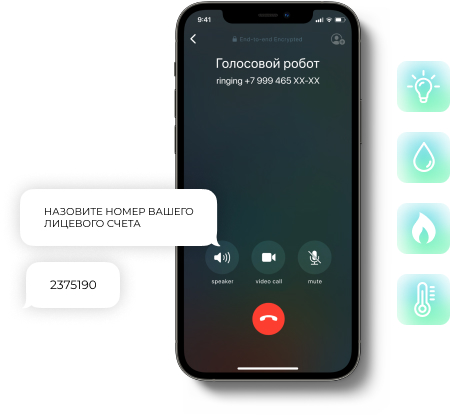 9:41
End-to-end Encrypted
Голосовой робот
ringing +7 999 465 XX-XX
НАЗОВИТЕ НОМЕР ВАШЕГО
ЛИЦЕВОГО СЧЕТА
speaker video call mute
2375190